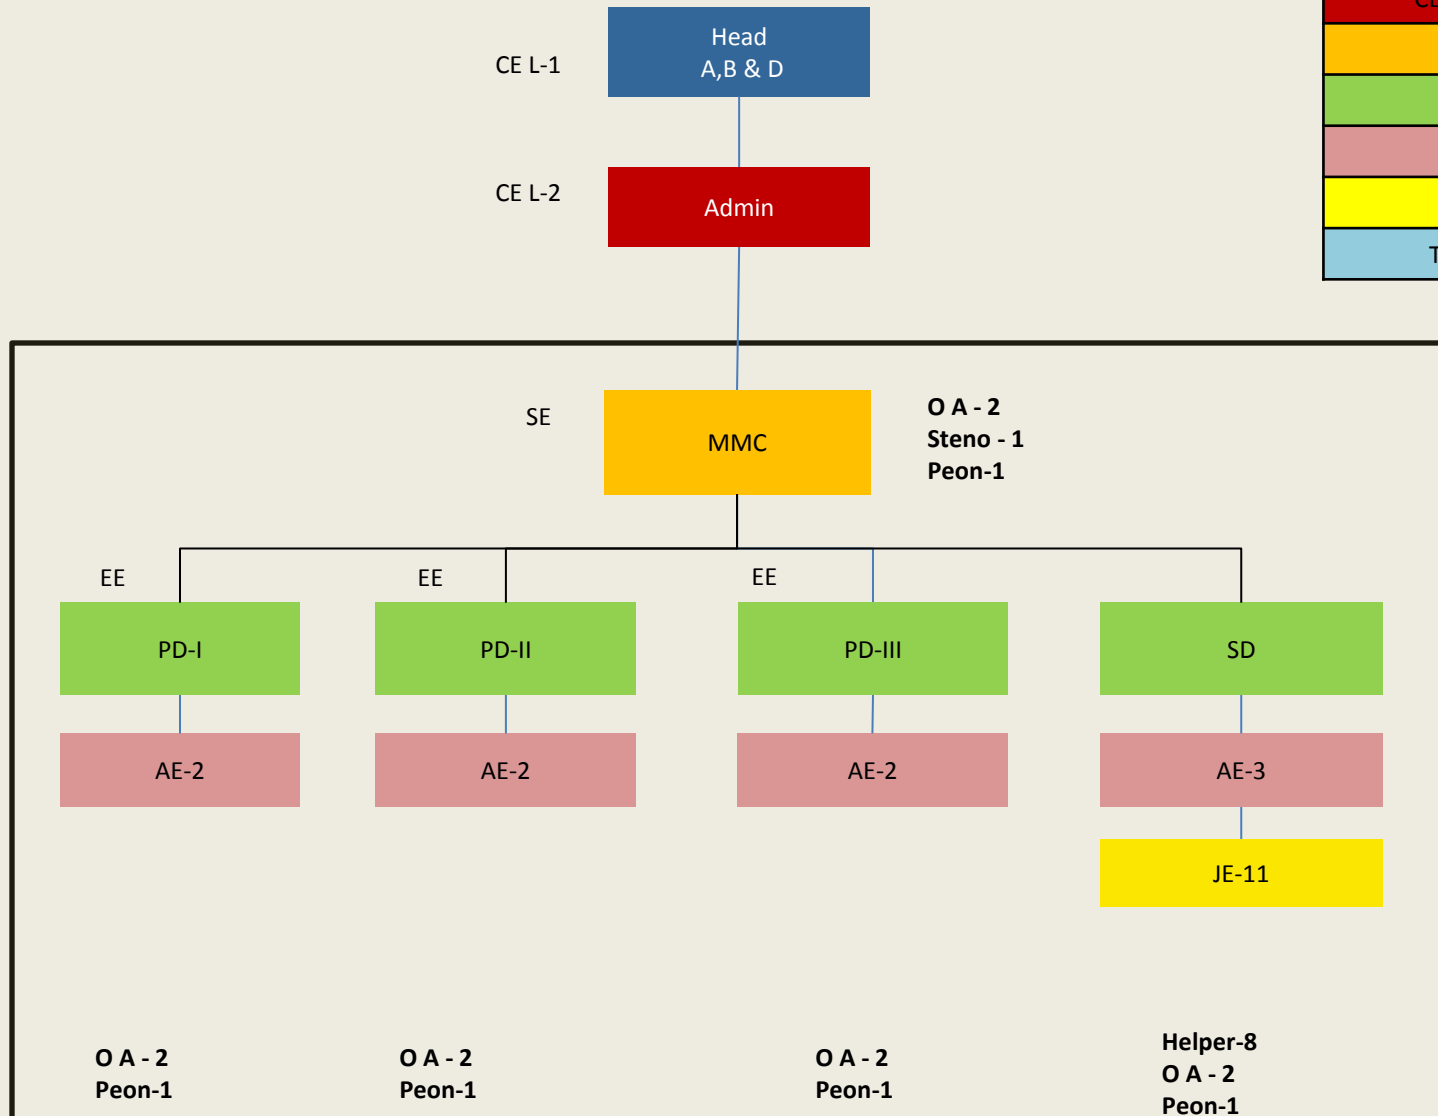 Head
A,B & D
CE L-1
CE L-2
Admin
SE
MMC
O A - 2
Steno - 1
Peon-1
EE
EE
EE
PD-I
PD-II
PD-III
SD
AE-2
AE-2
AE-2
AE-3
JE-11
O A - 2
Peon-1
O A - 2
Peon-1
O A - 2
Peon-1
Helper-8
O A - 2
Peon-1